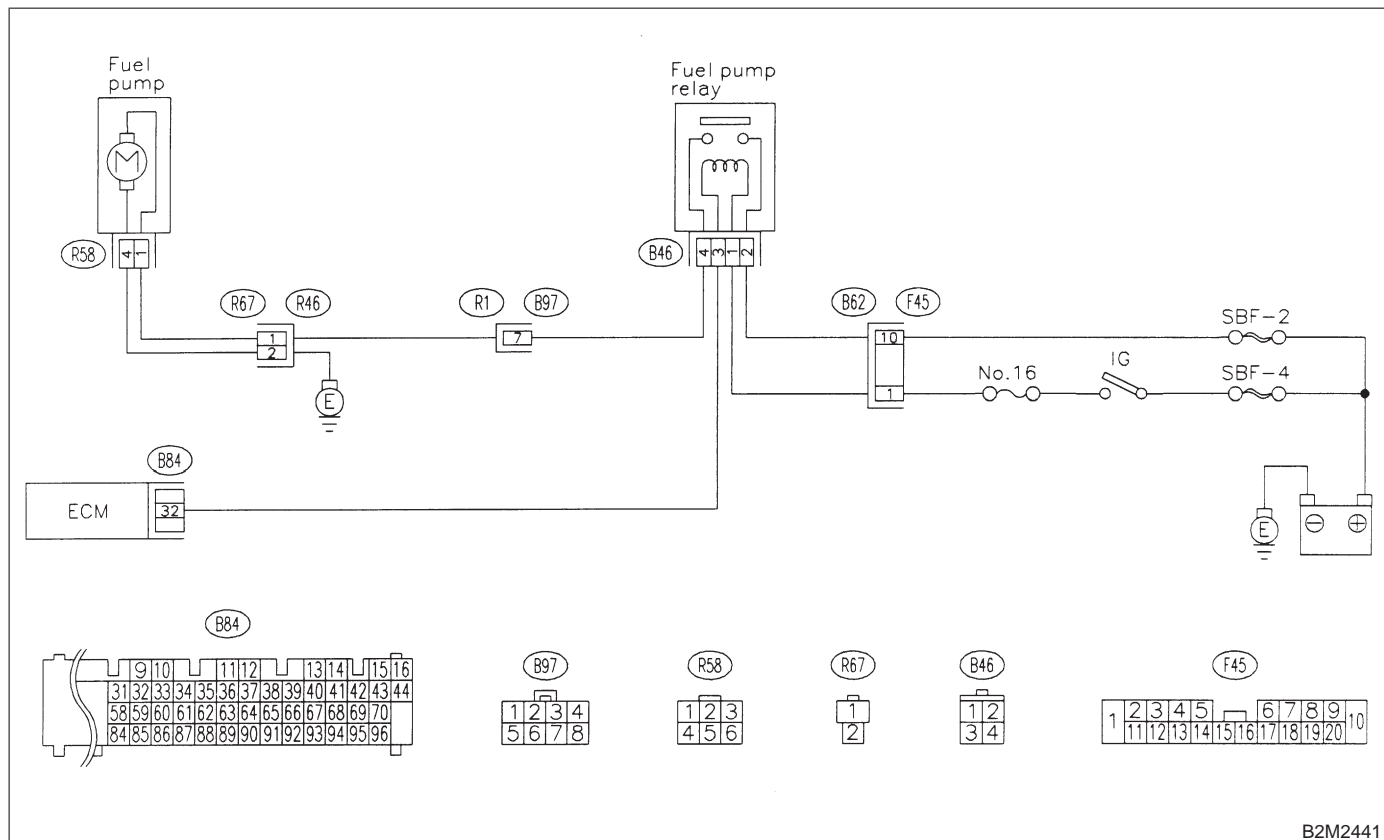 Fuel
pump
Fuel pump
relay
M
R58
4 1
B46
4 3 1 2
R67 R46
R1 B97
B62 F45
SBF-2
1
2
7
10
1
No.16
IG
SBF-4
E
B84
ECM
32
E
⊖ ⊕
B84
9 10 11 12 13 14 15 16
31 32 33 34 35 36 37 38 39 40 41 42 43 44
58 59 60 61 62 63 64 65 66 67 68 69 70
84 85 86 87 88 89 90 91 92 93 94 95 96
B97
1 2 3 4
5 6 7 8
R58
1 2 3
4 5 6
R67
1
2
B46
1 2
3 4
F45
1 2 3 4 5 6 7 8 9 10
11 12 13 14 15 16 17 18 19 20
B2M2441